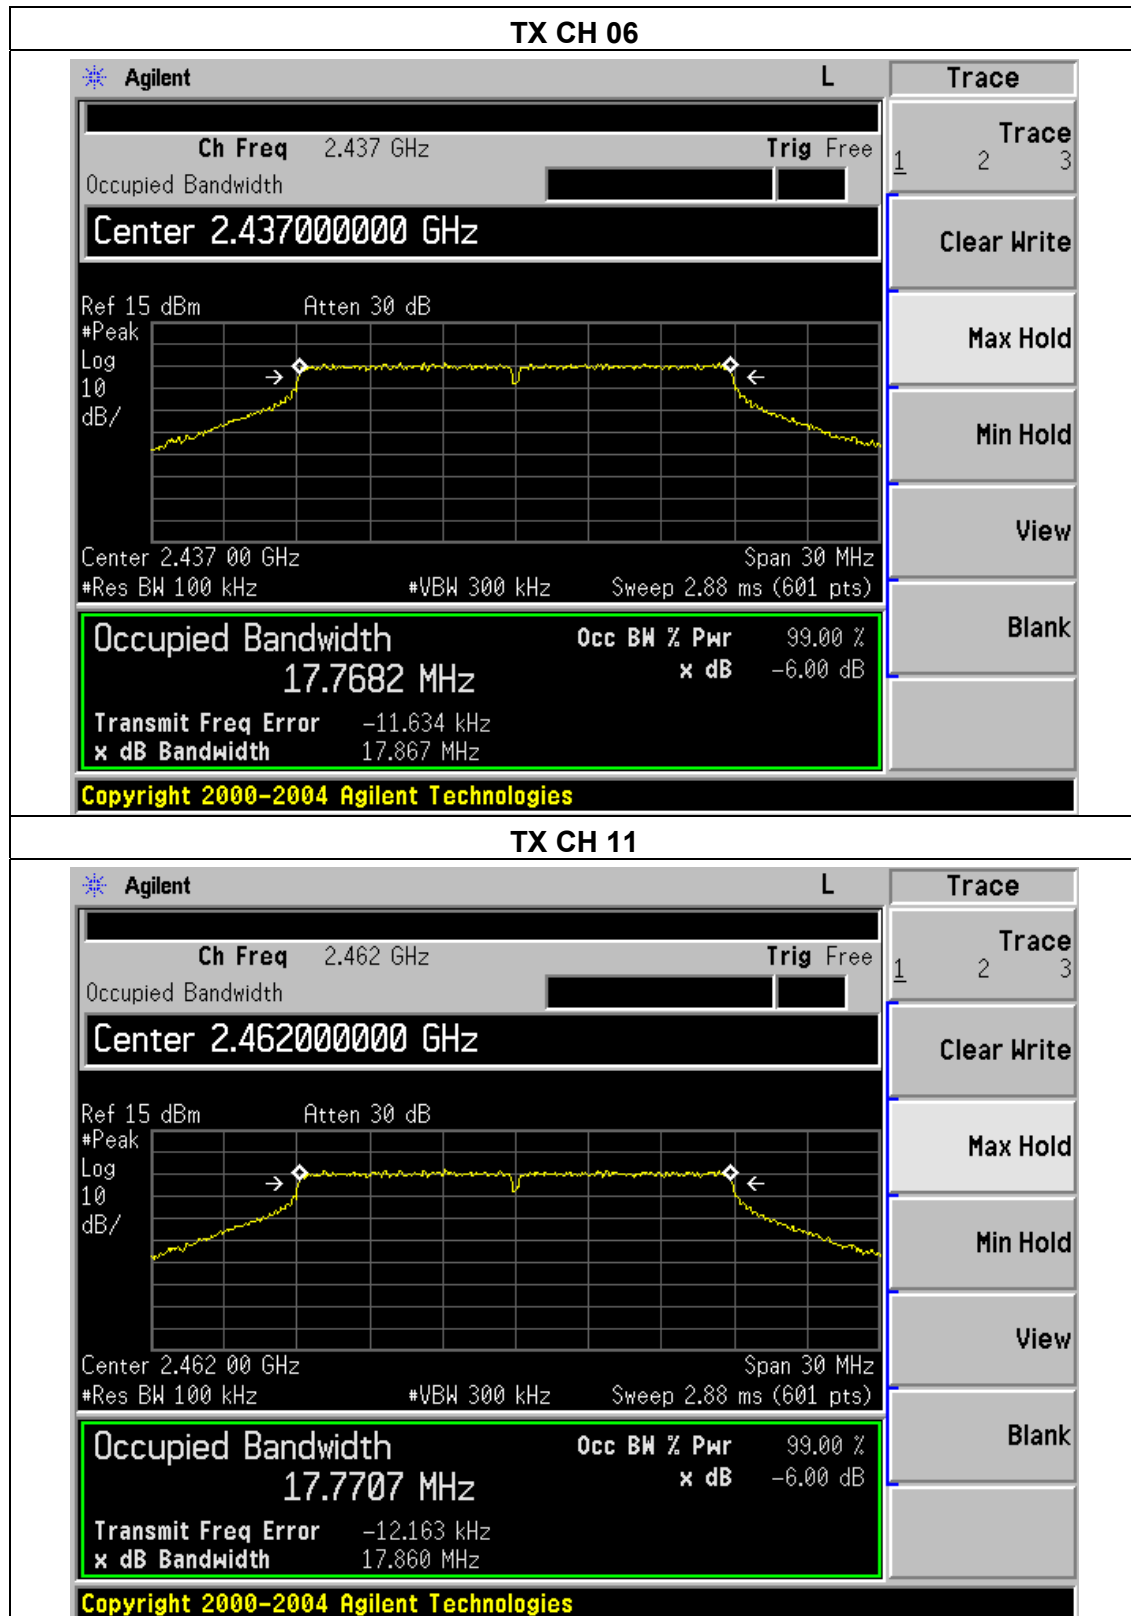 TX CH 06
Agilent L Trace
Ch Freq 2.437 GHz Trig Free
Occupied Bandwidth
Center 2.437000000 GHz
Ref 15 dBm Atten 30 dB
#Peak
Log
10
dB/
Center 2.437 00 GHz Span 30 MHz
#Res BW 100 kHz #VBW 300 kHz Sweep 2.88 ms (601 pts)
Occupied Bandwidth Occ BW % Pwr 99.00 %
17.7682 MHz x dB -6.00 dB
Transmit Freq Error -11.634 kHz
x dB Bandwidth 17.867 MHz
Trace
1 2 3
Clear Write
Max Hold
Min Hold
View
Blank
Copyright 2000-2004 Agilent Technologies
TX CH 11
Agilent L Trace
Ch Freq 2.462 GHz Trig Free
Occupied Bandwidth
Center 2.462000000 GHz
Ref 15 dBm Atten 30 dB
#Peak
Log
10
dB/
Center 2.462 00 GHz Span 30 MHz
#Res BW 100 kHz #VBW 300 kHz Sweep 2.88 ms (601 pts)
Occupied Bandwidth Occ BW % Pwr 99.00 %
17.7707 MHz x dB -6.00 dB
Transmit Freq Error -12.163 kHz
x dB Bandwidth 17.860 MHz
Trace
1 2 3
Clear Write
Max Hold
Min Hold
View
Blank
Copyright 2000-2004 Agilent Technologies